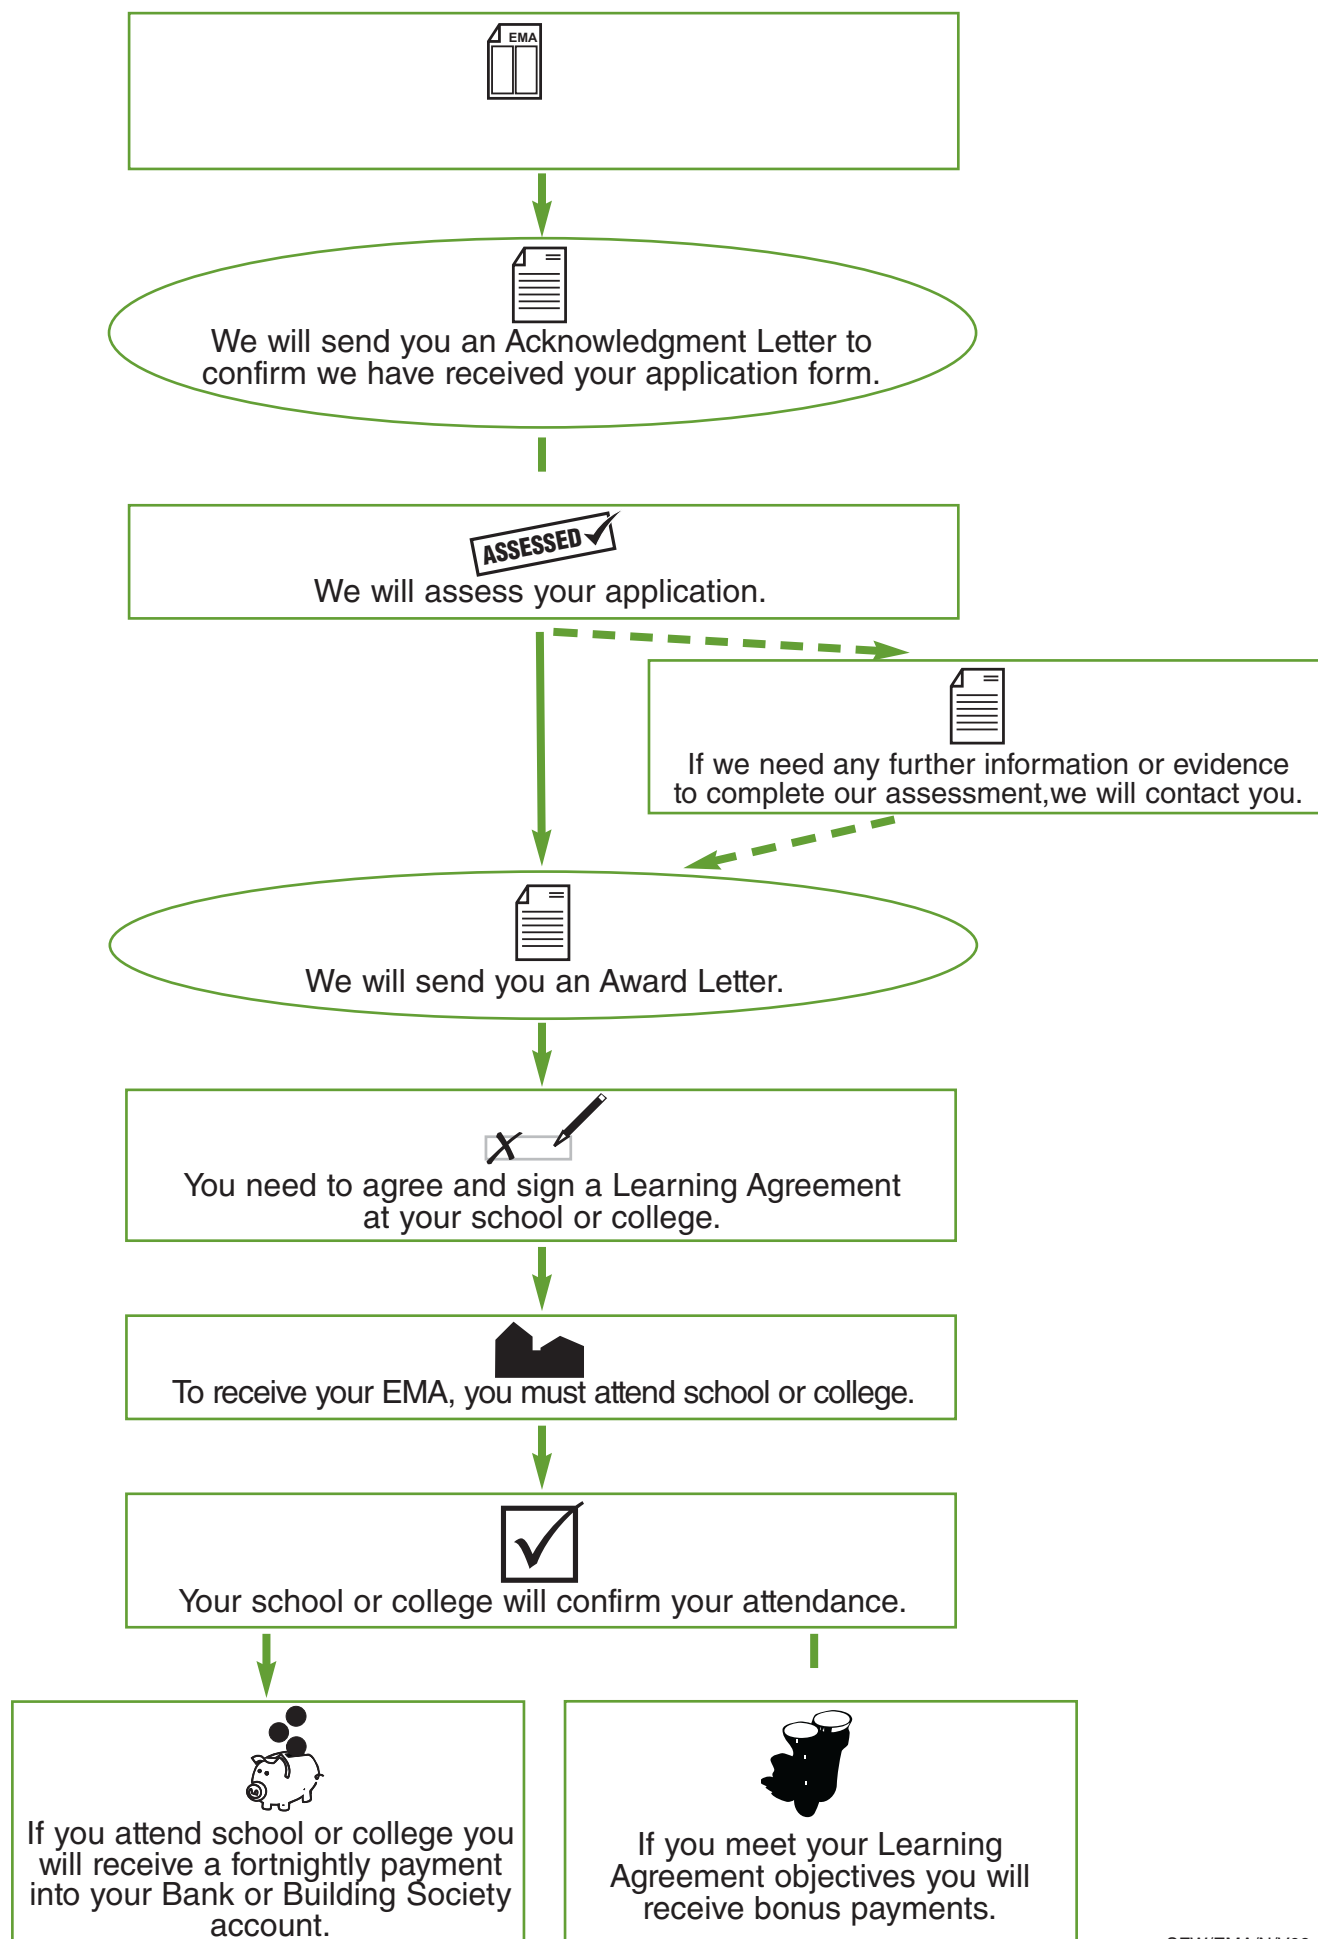 EMA
We will send you an Acknowledgment Letter to
confirm we have received your application form.
ASSESSED
We will assess your application.
If we need any further information or evidence
to complete our assessment,we will contact you.
We will send you an Award Letter.
You need to agree and sign a Learning Agreement
at your school or college.
To receive your EMA, you must attend school or college.
Your school or college will confirm your attendance.
If you attend school or college you
will receive a fortnightly payment
into your Bank or Building Society
account.
If you meet your Learning
Agreement objectives you will
receive bonus payments.